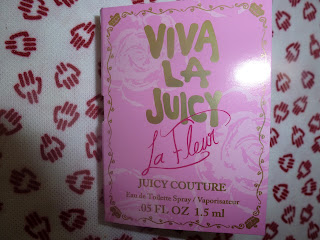 VIVA
LA
JUICY
La Fleur
JUICY COUTURE
Eau de Toilette Spray / Vaporisateur
.05 FL. OZ 1.5 ml